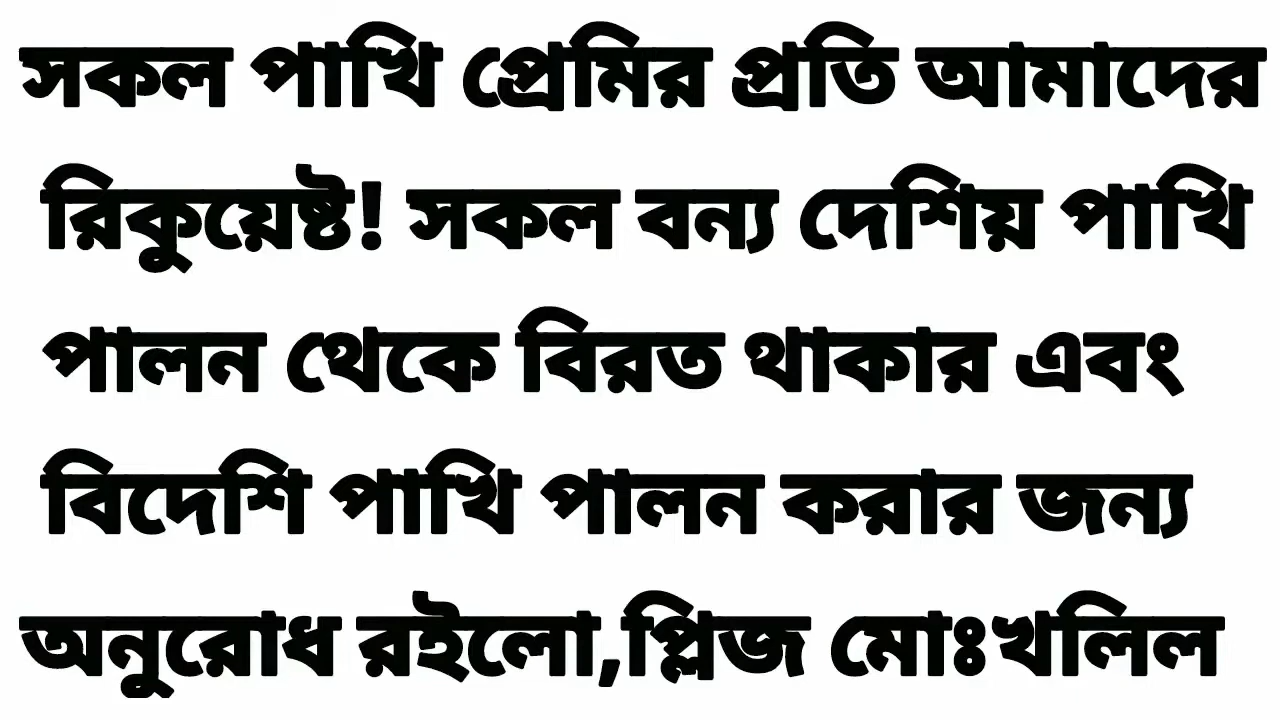 সকল পাখি প্রেমির প্রতি আমাদের
রিকুয়েষ্ট! সকল বন্য দেশিয় পাখি
পালন থেকে বিরত থাকার এবং
বিদেশি পাখি পালন করার জন্য
অনুরোধ রইলো,প্লিজ মোঃখলিল